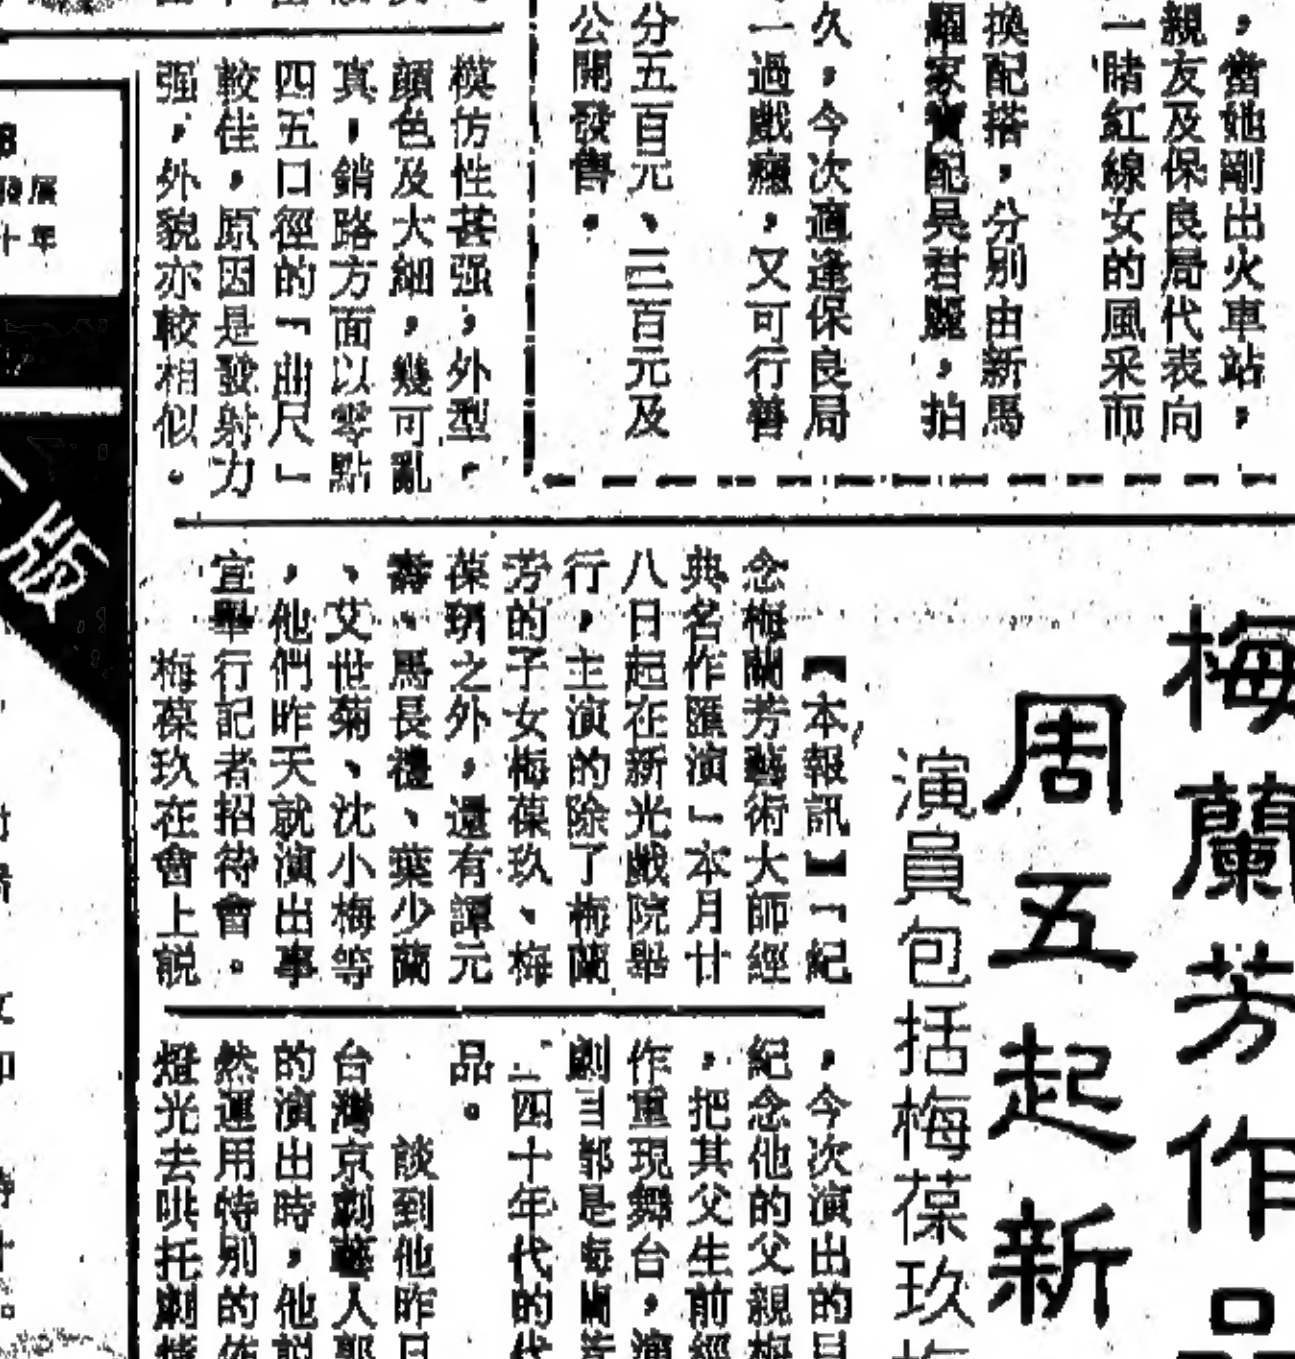 ，當她剛出火車站，
親友及保良局代表向
一睹紅線女的風采而
換配搭，分別由新馬
家寶配吳君麗，拍
久，今次適逢保良局
一過戲癮，又可行善
分五百元、三百元及
公開發售。
模仿性甚强，外型，
顏色及大細，幾可亂
真，銷路方面以零點
四五口徑的「曲尺」
較佳，原因是發射力
强，外貌亦較相似。
版
梅蘭芳作品
周五起新
演員包括梅葆玖
【本報訊】「紀
念梅蘭芳藝術大師經
典名作匯演」本月廿
八日起在新光戲院舉
行，主演的除了梅蘭
芳的子女梅葆玖、梅
葆玥之外，還有譚元
壽、馬長禮、葉少蘭
、艾世菊、沈小梅等
，他們昨天就演出事
宜舉行記者招待會。
梅葆玖在會上說
，今次演出的目
紀念他的父親梅
，把其父生前經
作重現舞台，演
劇目都是梅蘭芳
四十年代的代
品。
談到他昨日
台灣京劇藝人郭
的演出時，他說
然運用特別的佈
燈光去哄托劇情